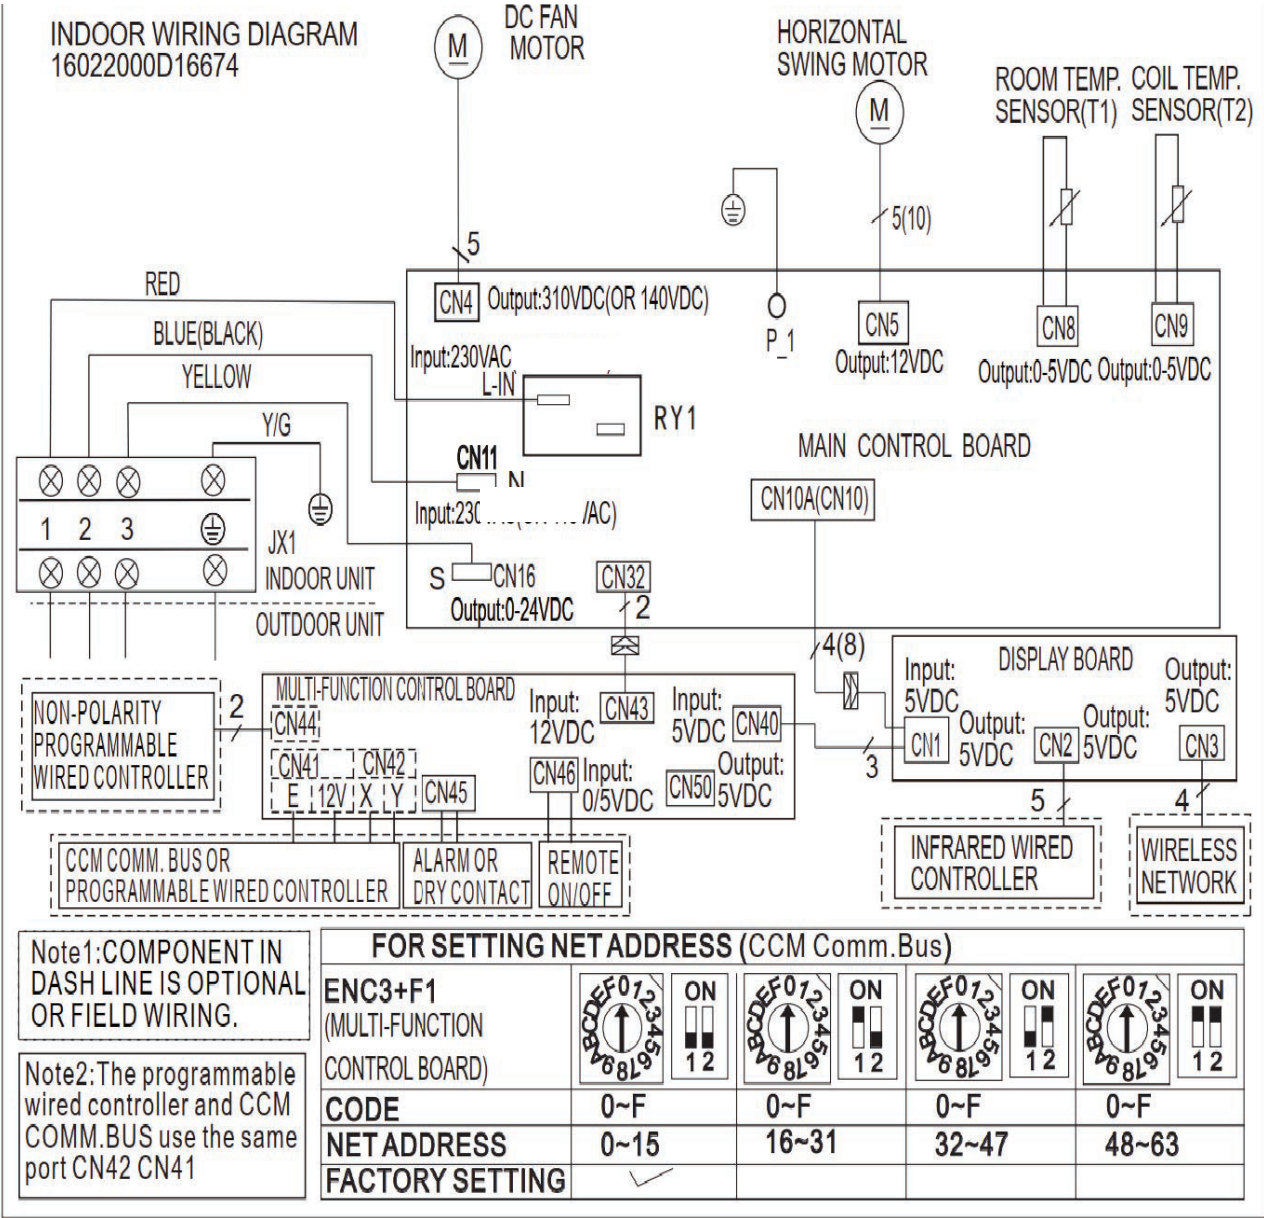 INDOOR WIRING DIAGRAM
16022000D16674
DC FAN
MOTOR
M
HORIZONTAL
SWING MOTOR
M
ROOM TEMP.
SENSOR(T1)
COIL TEMP.
SENSOR(T2)
5
5(10)
RED
BLUE(BLACK)
YELLOW
Y/G
CN4
Output:310VDC(OR 140VDC)
P_1
CN5
Output:12VDC
CN8
Output:0-5VDC
CN9
Output:0-5VDC
Input:230VAC
L-IN
RY1
MAIN CONTROL BOARD
CN11
N
Input:230
/AC)
CN10A(CN10)
1 2 3
JX1
INDOOR UNIT
OUTDOOR UNIT
S
CN16
Output:0-24VDC
CN32
2
4(8)
NON-POLARITY
PROGRAMMABLE
WIRED CONTROLLER
2
MULTI-FUNCTION CONTROL BOARD
CN44
CN41
CN42
E 12V X Y
CN45
Input:
12VDC
CN43
Input:
5VDC
CN40
CN46
Input:
0/5VDC
CN50
Output:
5VDC
3
DISPLAY BOARD
Input:
5VDC
CN1
Output:
5VDC
CN2
Output:
5VDC
Output:
5VDC
CN3
5
4
CCM COMM. BUS OR
PROGRAMMABLE WIRED CONTROLLER
ALARM OR
DRY CONTACT
REMOTE
ON/OFF
INFRARED WIRED
CONTROLLER
WIRELESS
NETWORK
Note1:COMPONENT IN
DASH LINE IS OPTIONAL
OR FIELD WIRING.
Note2:The programmable
wired controller and CCM
COMM.BUS use the same
port CN42 CN41
FOR SETTING NET ADDRESS (CCM Comm.Bus)
ENC3+F1
(MULTI-FUNCTION
CONTROL BOARD)
0123456789ABCDEF
ON
1 2
0123456789ABCDEF
ON
1 2
0123456789ABCDEF
ON
1 2
0123456789ABCDEF
ON
1 2
CODE 0~F 0~F 0~F 0~F
NET ADDRESS 0~15 16~31 32~47 48~63
FACTORY SETTING